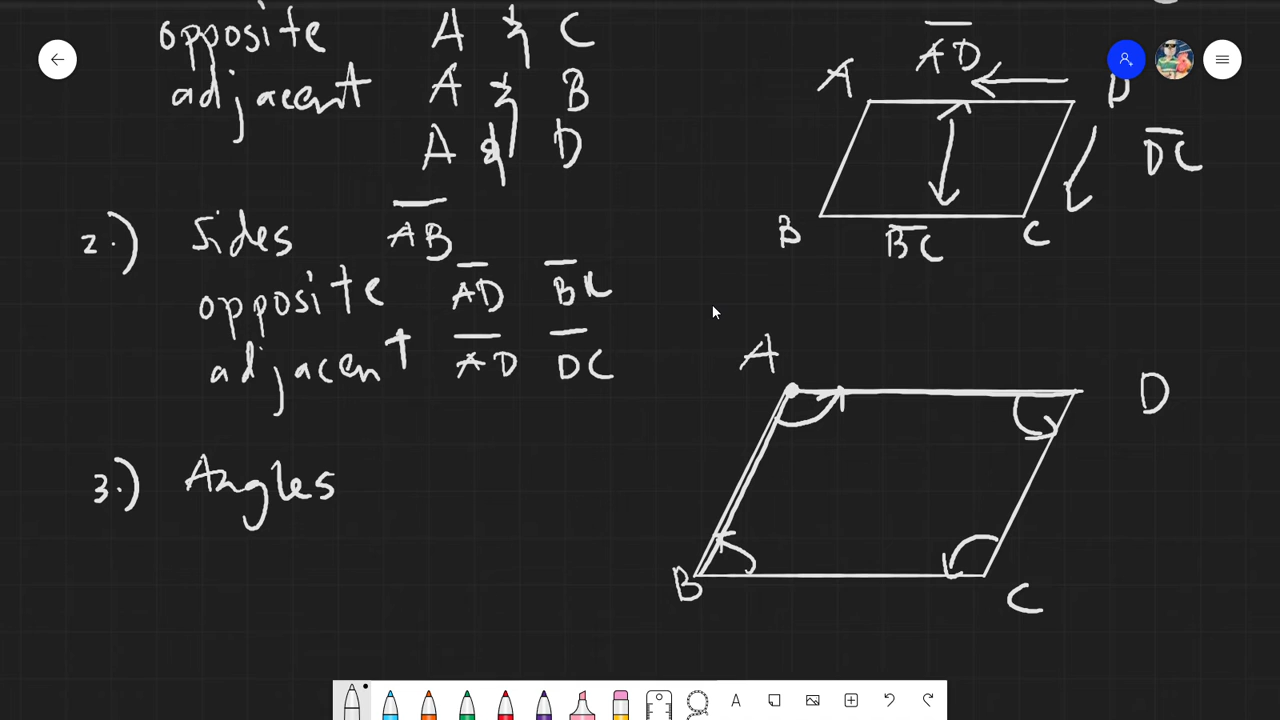 opposite A & C
adjacent A & B
A & D
2.) Sides AB
opposite AD BC
adjacent AD DC
3.) Angles
AD
A D
DC
B BC C
A D
B C
A